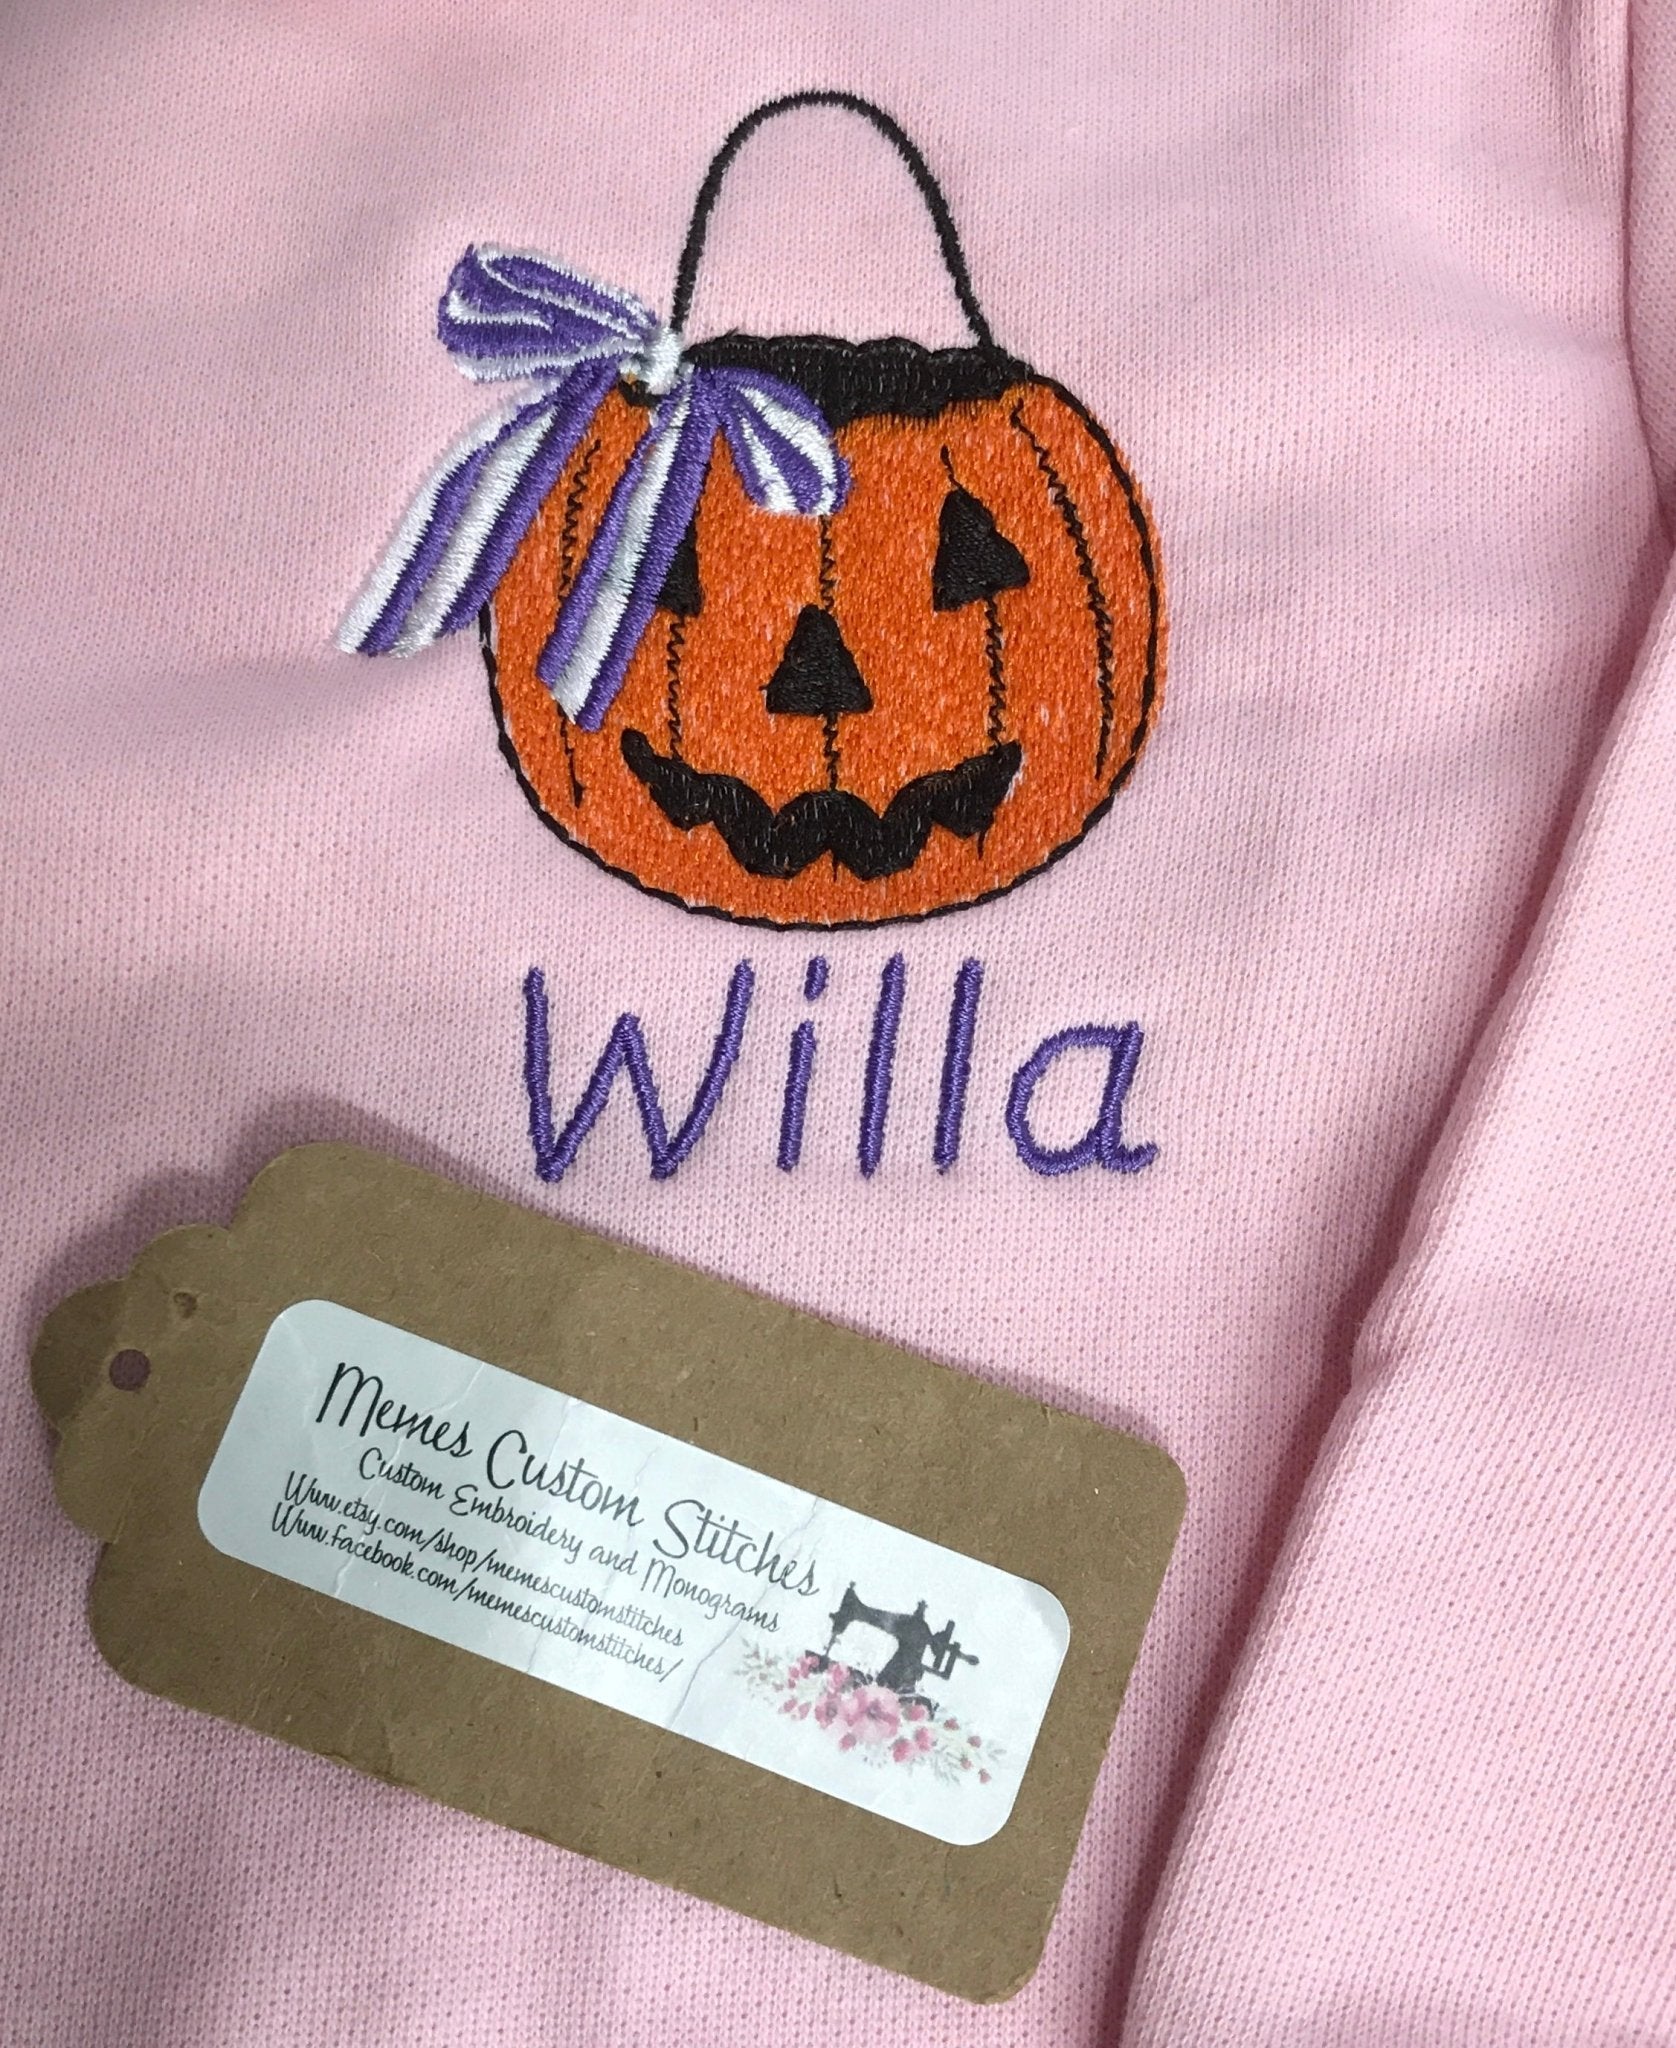 Willa
Memes Custom Stitches
Custom Embroidery and Monograms
Www.etsy.com/shop/memescustomstitches
Www.facebook.com/memescustomstitches/